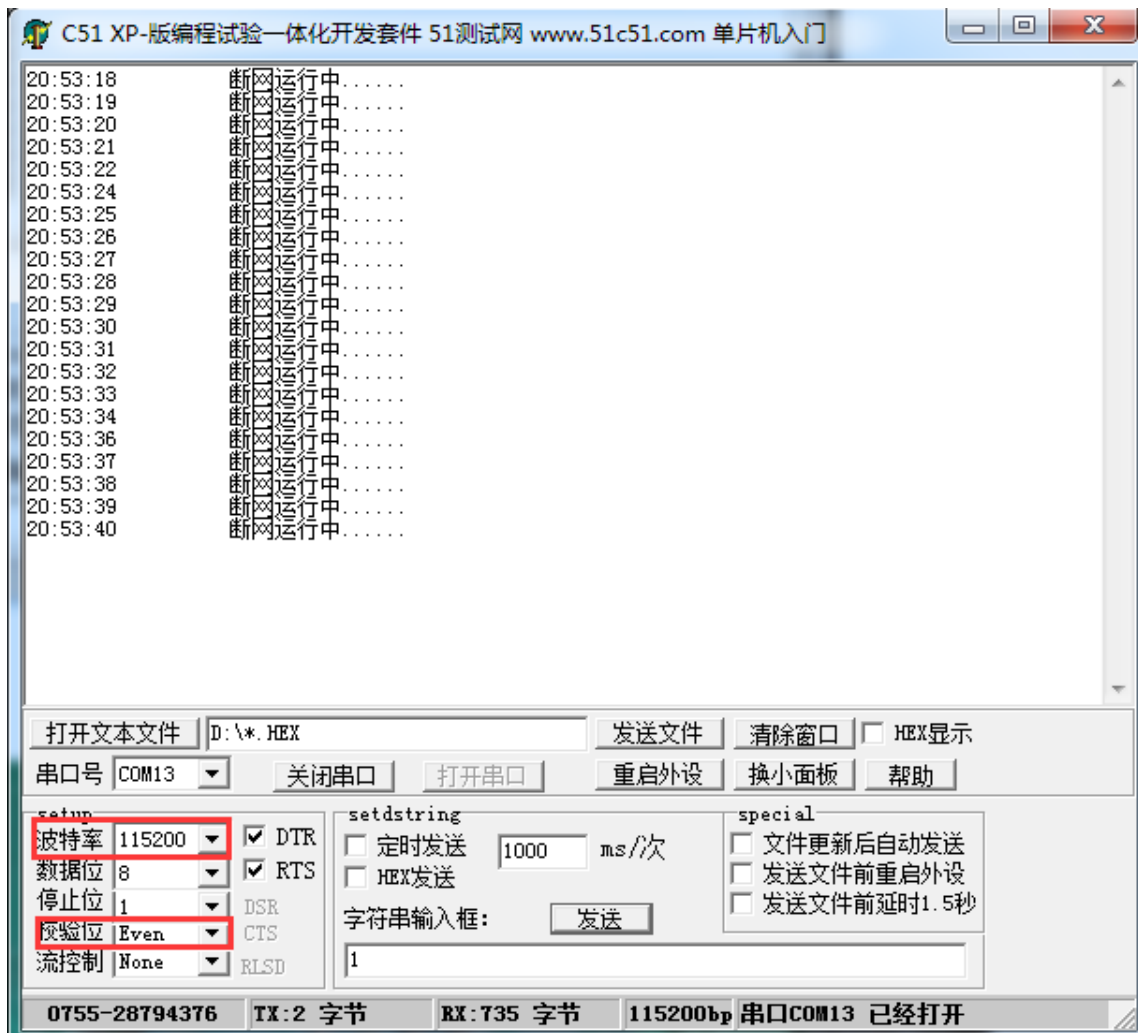 C51 XP-版编程试验一体化开发套件 51测试网 www.51c51.com 单片机入门
20:53:18 断网运行中......
20:53:19 断网运行中......
20:53:20 断网运行中......
20:53:21 断网运行中......
20:53:22 断网运行中......
20:53:24 断网运行中......
20:53:25 断网运行中......
20:53:26 断网运行中......
20:53:27 断网运行中......
20:53:28 断网运行中......
20:53:29 断网运行中......
20:53:30 断网运行中......
20:53:31 断网运行中......
20:53:32 断网运行中......
20:53:33 断网运行中......
20:53:34 断网运行中......
20:53:36 断网运行中......
20:53:37 断网运行中......
20:53:38 断网运行中......
20:53:39 断网运行中......
20:53:40 断网运行中......
打开文本文件 D:\*.HEX 发送文件 清除窗口 HEX显示
串口号 COM13 关闭串口 打开串口 重启外设 换小面板 帮助
setup setdstring special
波特率 115200 DTR 定时发送 1000 ms//次 文件更新后自动发送
数据位 8 RTS HEX发送 发送文件前重启外设
停止位 1 DSR 字符串输入框: 发送 发送文件前延时1.5秒
校验位 Even CTS
流控制 None RLSD 1
0755-28794376 TX:2 字节 RX:735 字节 115200bp 串口COM13 已经打开